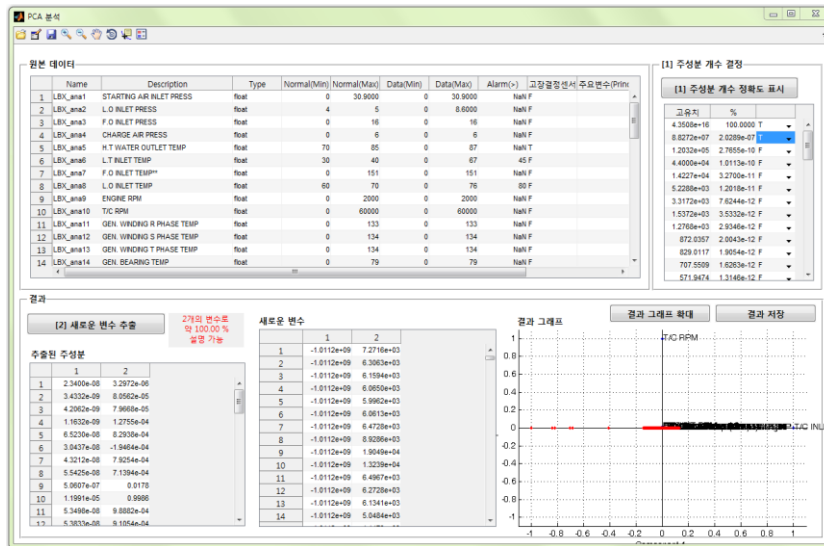 PCA 분석
원본 데이터
Name Description Type Normal(Min) Normal(Max) Data(Min) Data(Max) Alarm(>) 고장결정센서 주요변수(Princ
1 LBX_ana1 STARTING AIR INLET PRESS float 0 30.9000 0 30.9000 NaN F
2 LBX_ana2 L.O INLET PRESS float 4 5 0 8.6000 NaN F
3 LBX_ana3 F.O INLET PRESS float 0 16 0 16 NaN F
4 LBX_ana4 CHARGE AIR PRESS float 0 6 0 6 NaN F
5 LBX_ana5 H.T WATER OUTLET TEMP float 70 85 0 87 NaN T
6 LBX_ana6 L.T INLET TEMP float 30 40 0 67 45 F
7 LBX_ana7 F.O INLET TEMP** float 0 151 0 151 NaN F
8 LBX_ana8 L.O INLET TEMP float 60 70 0 76 80 F
9 LBX_ana9 ENGINE RPM float 0 2000 0 2000 NaN F
10 LBX_ana10 T/C RPM float 0 60000 0 60000 NaN F
11 LBX_ana11 GEN. WINDING R PHASE TEMP float 0 133 0 133 NaN F
12 LBX_ana12 GEN. WINDING S PHASE TEMP float 0 134 0 134 NaN F
13 LBX_ana13 GEN. WINDING T PHASE TEMP float 0 134 0 134 NaN F
14 LBX_ana14 GEN. BEARING TEMP float 0 79 0 79 NaN F
[1] 주성분 개수 결정
[1] 주성분 개수 정확도 표시
고유치 %
4.3508e+16 100.0000 T
8.8272e+07 2.0289e-07 T
1.2032e+05 2.7655e-10 F
4.4000e+04 1.0113e-10 F
1.4227e+04 3.2700e-11 F
5.2288e+03 1.2018e-11 F
3.3172e+03 7.6244e-12 F
1.5372e+03 3.5332e-12 F
1.2768e+03 2.9346e-12 F
872.0357 2.0043e-12 F
829.0117 1.9054e-12 F
707.5509 1.6263e-12 F
571.9474 1.3146e-12 F
결과
[2] 새로운 변수 추출
2개의 변수로
약 100.00 %
설명 가능
추출된 주성분
1 2
1 2.3400e-08 3.2972e-06
2 3.4332e-09 8.0562e-05
3 4.2062e-09 7.9668e-05
4 1.1632e-09 1.2755e-04
5 6.5230e-08 8.2938e-04
6 3.0437e-08 -1.9464e-04
7 4.3212e-08 7.9254e-04
8 5.5425e-08 7.1394e-04
9 5.0607e-07 0.0178
10 1.1991e-05 0.9986
11 5.3498e-08 9.8882e-04
12 5.3833e-08 9.1054e-04
새로운 변수
1 2
1 -1.0112e+09 7.2716e+03
2 -1.0112e+09 6.3063e+03
3 -1.0112e+09 6.1594e+03
4 -1.0112e+09 6.0650e+03
5 -1.0112e+09 5.9962e+03
6 -1.0112e+09 6.0613e+03
7 -1.0112e+09 6.4728e+03
8 -1.0112e+09 8.9286e+03
9 -1.0112e+09 1.9049e+04
10 -1.0112e+09 1.3239e+04
11 -1.0112e+09 6.4967e+03
12 -1.0112e+09 6.2728e+03
13 -1.0112e+09 6.1341e+03
14 -1.0112e+09 5.0484e+03
결과 그래프
결과 그래프 확대
결과 저장
1
0.8
0.6
0.4
0.2
0
-0.2
-0.4
-0.6
-0.8
-1
T/C RPM
T/C INL
-1 -0.8 -0.6 -0.4 -0.2 0 0.2 0.4 0.6 0.8 1